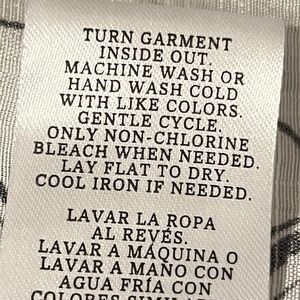 TURN GARMENT
INSIDE OUT.
MACHINE WASH OR
HAND WASH COLD
WITH LIKE COLORS.
GENTLE CYCLE.
ONLY NON-CHLORINE
BLEACH WHEN NEEDED.
LAY FLAT TO DRY.
COOL IRON IF NEEDED.
LAVAR LA ROPA
AL REVÉS.
LAVAR A MÁQUINA O
LAVAR A MANO CON
AGUA FRÍA CON
COLORES